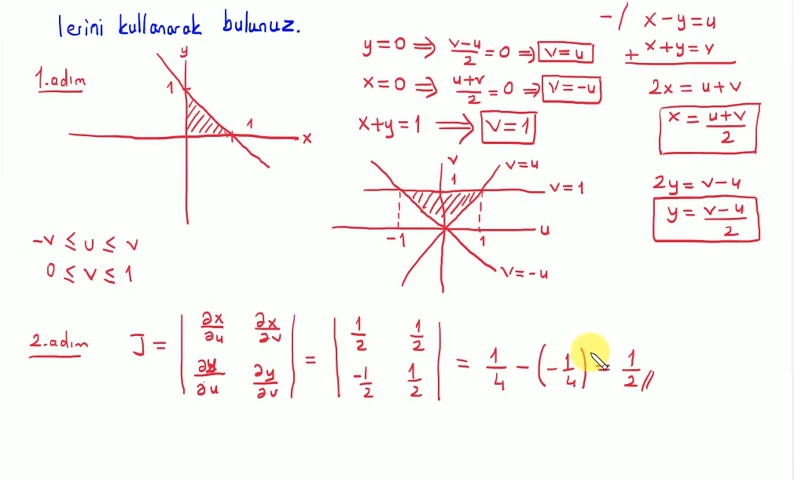 lerini kullanarak bulunuz.
1.adım
y
1
1
x
y=0 ⇒ (v-u)/2 = 0 ⇒ v=u
x=0 ⇒ (u+v)/2 = 0 ⇒ v=-u
x+y=1 ⟹ v=1
-/ x-y=u
+ x+y=v
2x = u+v
x = (u+v)/2
2y = v-u
y = (v-u)/2
v
v=u
1
v=1
-1
1
u
v=-u
-v ≤ u ≤ v
0 ≤ v ≤ 1
2.adım
J = | ∂x/∂u ∂x/∂v | = | 1/2 1/2 | = 1/4 - (-1/4) = 1/2 //
| ∂y/∂u ∂y/∂v | | -1/2 1/2 |